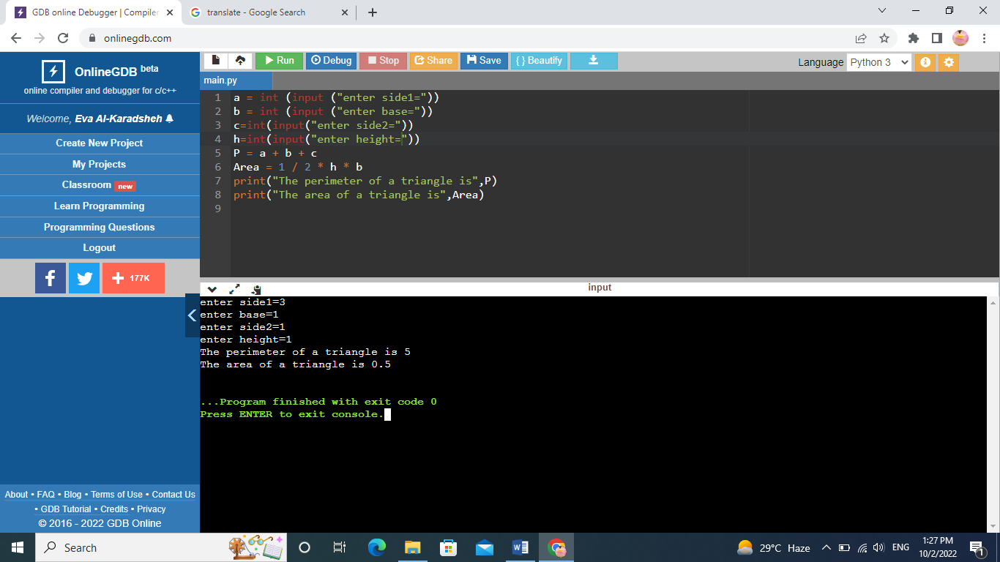 GDB online Debugger | Compiler
translate - Google Search
onlinegdb.com
OnlineGDB beta
online compiler and debugger for c/c++
Welcome, Eva Al-Karadsheh
Create New Project
My Projects
Classroom new
Learn Programming
Programming Questions
Logout
177K
Run Debug Stop Share Save { } Beautify
Language Python 3
main.py
1 a = int (input ("enter side1="))
2 b = int (input ("enter base="))
3 c=int(input("enter side2="))
4 h=int(input("enter height="))
5 P = a + b + c
6 Area = 1 / 2 * h * b
7 print("The perimeter of a triangle is",P)
8 print("The area of a triangle is",Area)
9
input
enter side1=3
enter base=1
enter side2=1
enter height=1
The perimeter of a triangle is 5
The area of a triangle is 0.5
...Program finished with exit code 0
Press ENTER to exit console.
About • FAQ • Blog • Terms of Use • Contact Us
• GDB Tutorial • Credits • Privacy
© 2016 - 2022 GDB Online
Search
29°C Haze
ENG
1:27 PM
10/2/2022
1